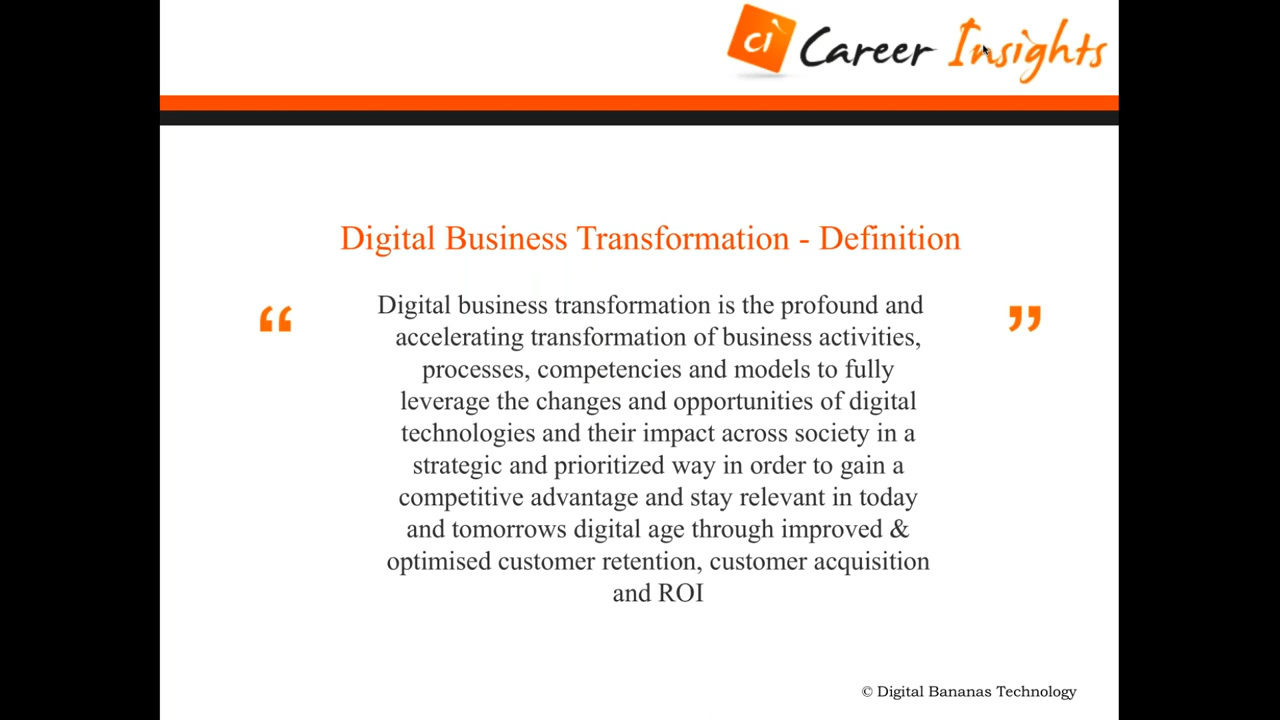 ci Career Insights
Digital Business Transformation - Definition
“ Digital business transformation is the profound and ”
accelerating transformation of business activities,
processes, competencies and models to fully
leverage the changes and opportunities of digital
technologies and their impact across society in a
strategic and prioritized way in order to gain a
competitive advantage and stay relevant in today
and tomorrows digital age through improved &
optimised customer retention, customer acquisition
and ROI
© Digital Bananas Technology